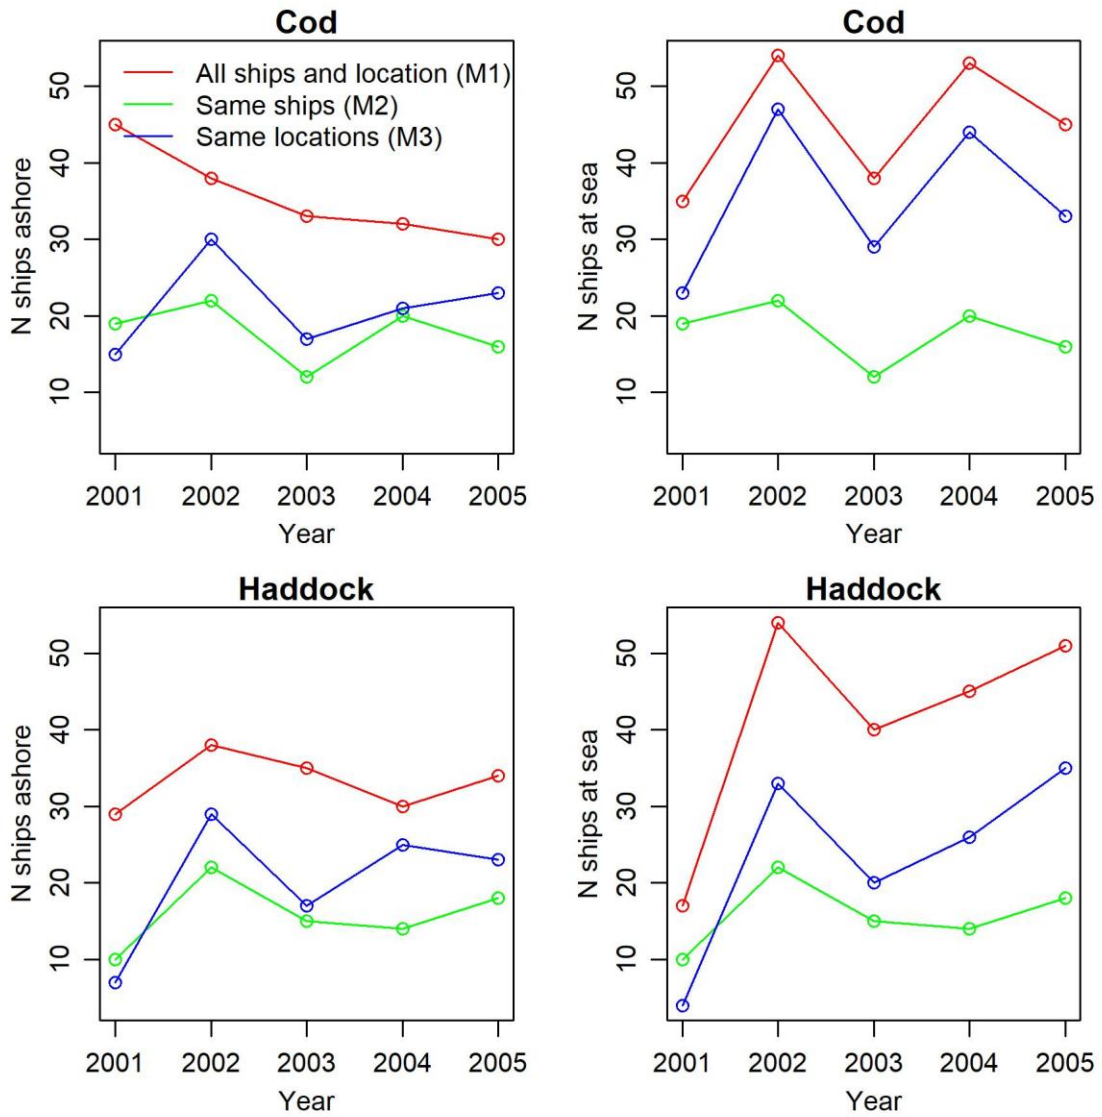 Cod
All ships and location (M1)
Same ships (M2)
Same locations (M3)
N ships ashore
50
40
30
20
10
2001 2002 2003 2004 2005
Year
Cod
N ships at sea
50
40
30
20
10
2001 2002 2003 2004 2005
Year
Haddock
N ships ashore
50
40
30
20
10
2001 2002 2003 2004 2005
Year
Haddock
N ships at sea
50
40
30
20
10
2001 2002 2003 2004 2005
Year